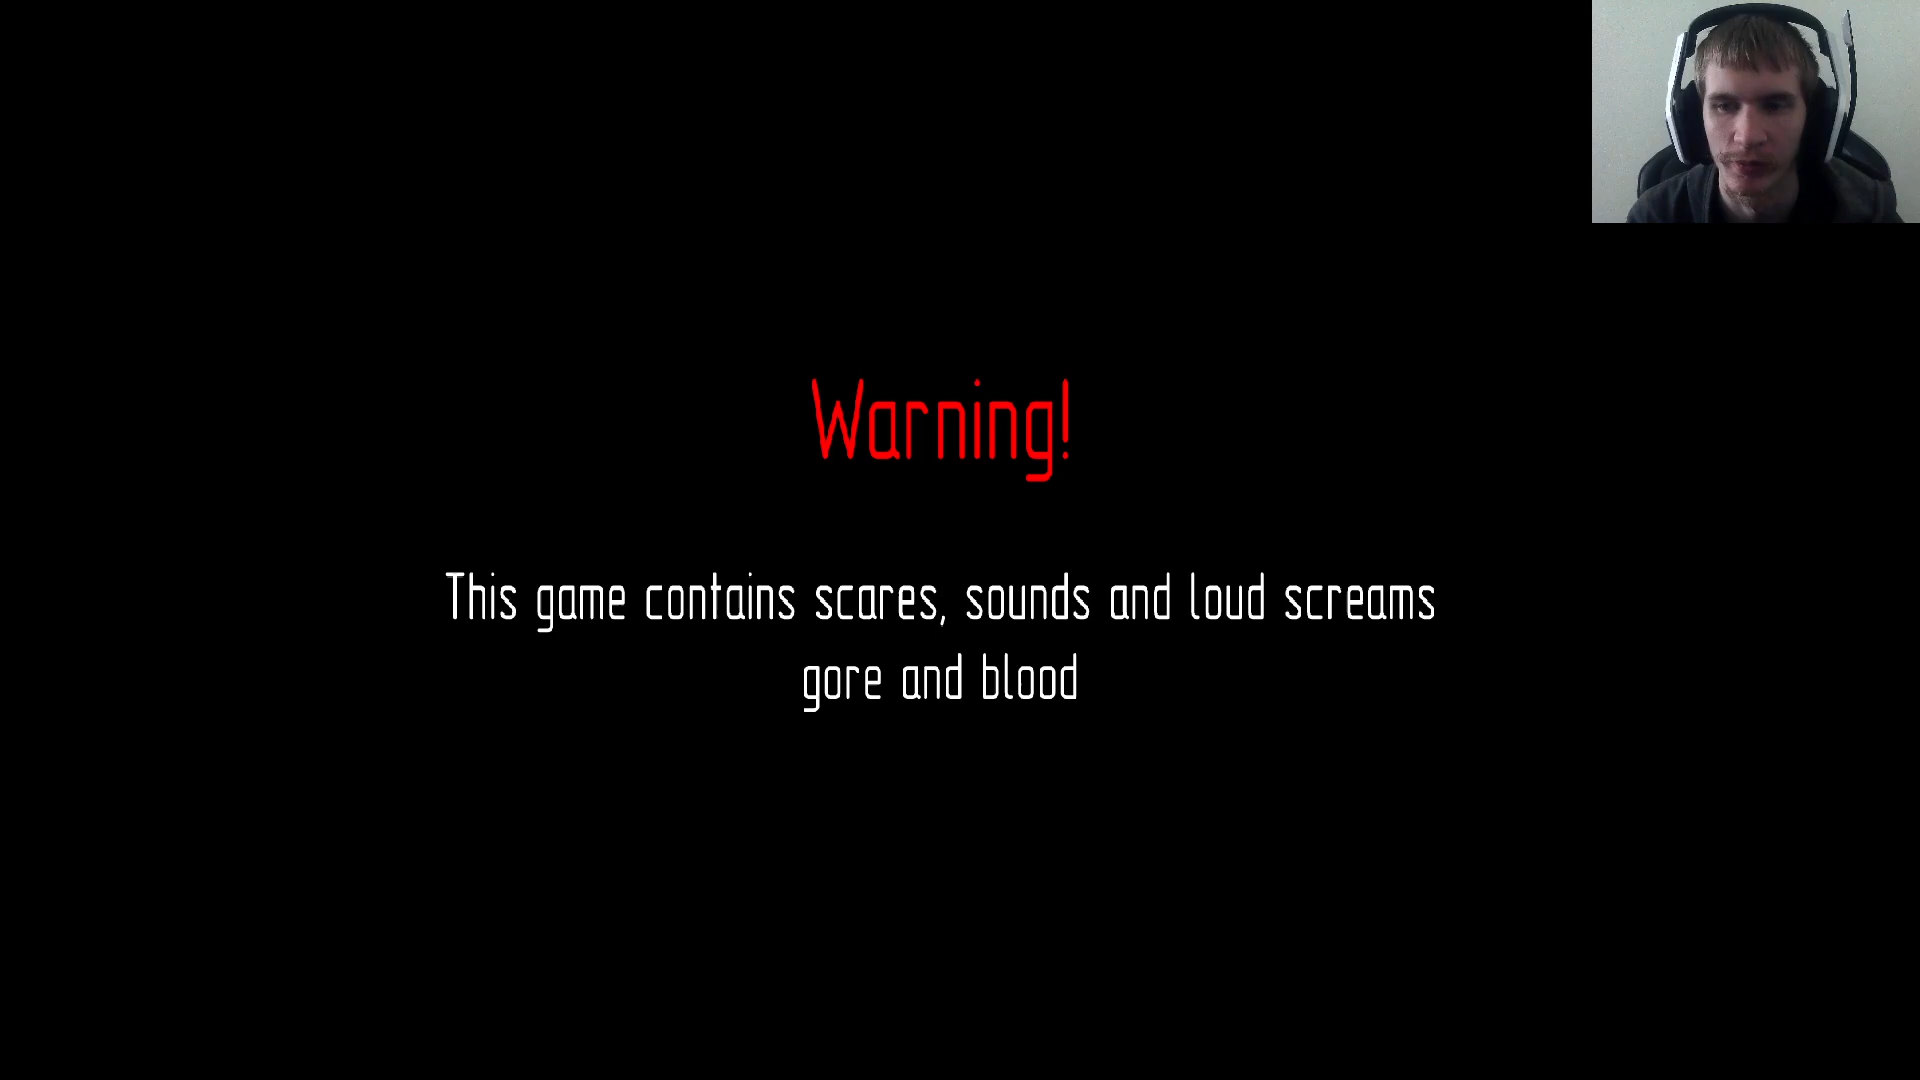 Warning!
This game contains scares, sounds and loud screams
gore and blood